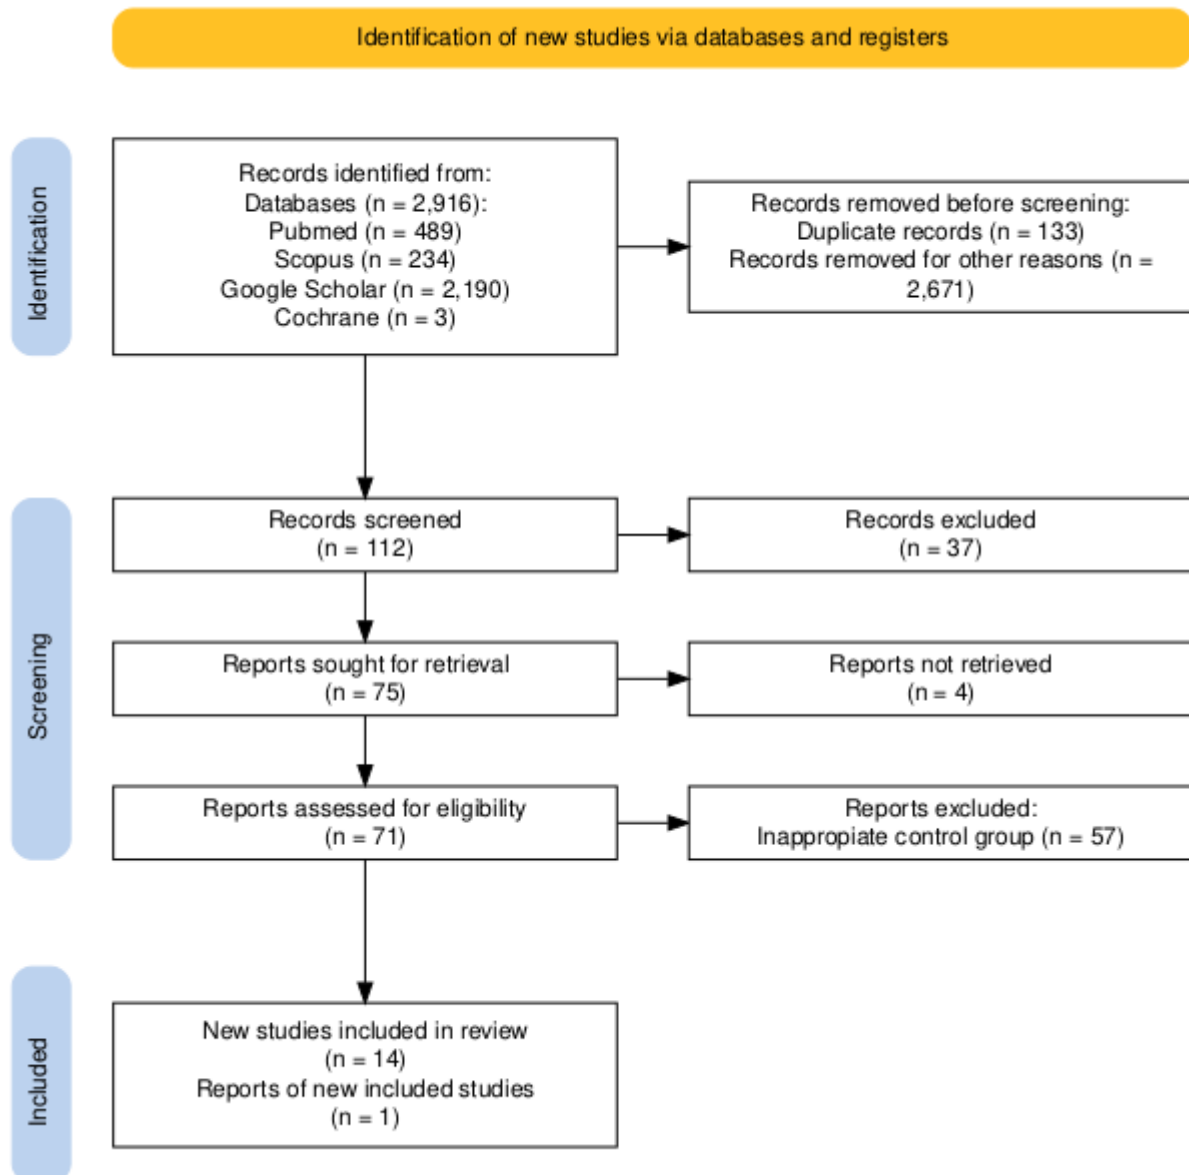 Identification of new studies via databases and registers
Identification
Records identified from:
Databases (n = 2,916):
Pubmed (n = 489)
Scopus (n = 234)
Google Scholar (n = 2,190)
Cochrane (n = 3)
Records removed before screening:
Duplicate records (n = 133)
Records removed for other reasons (n =
2,671)
Screening
Records screened
(n = 112)
Records excluded
(n = 37)
Reports sought for retrieval
(n = 75)
Reports not retrieved
(n = 4)
Reports assessed for eligibility
(n = 71)
Reports excluded:
Inappropiate control group (n = 57)
Included
New studies included in review
(n = 14)
Reports of new included studies
(n = 1)